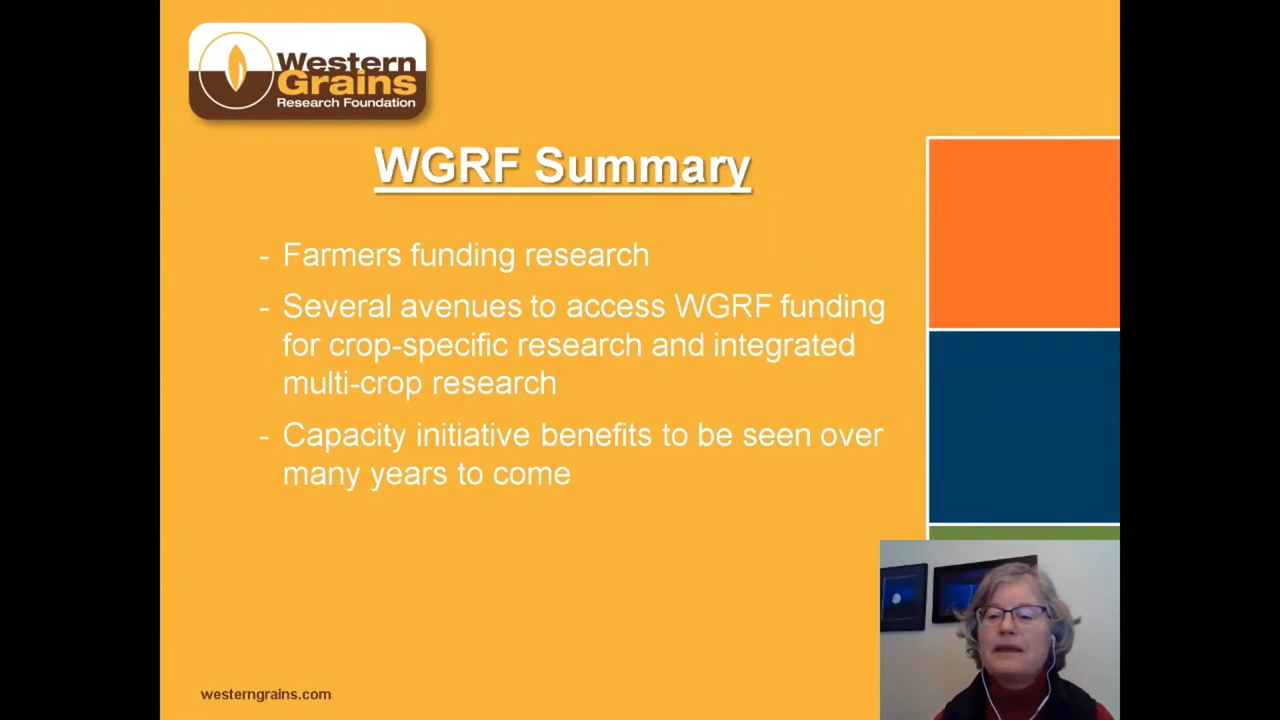 Western
Grains
Research Foundation
WGRF Summary
- Farmers funding research
- Several avenues to access WGRF funding
for crop-specific research and integrated
multi-crop research
- Capacity initiative benefits to be seen over
many years to come
westerngrains.com